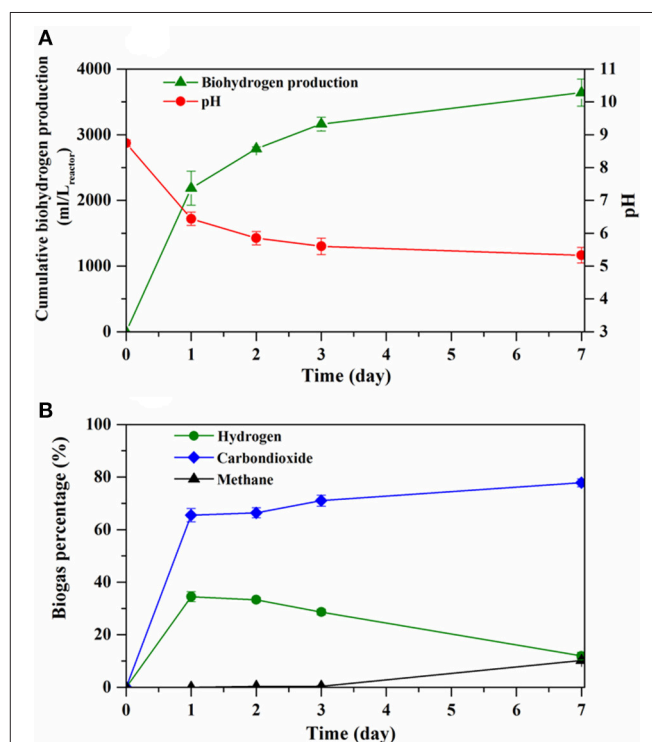 A
Biohydrogen production
pH
Cumulative biohydrogen production
(ml/Lreactor)
4000
3000
2000
1000
0
11
10
9
8
7
6
5
4
3
pH
0 1 2 3 4 5 6 7
Time (day)
B
Hydrogen
Carbondioxide
Methane
Biogas percentage (%)
100
80
60
40
20
0
0 1 2 3 4 5 6 7
Time (day)